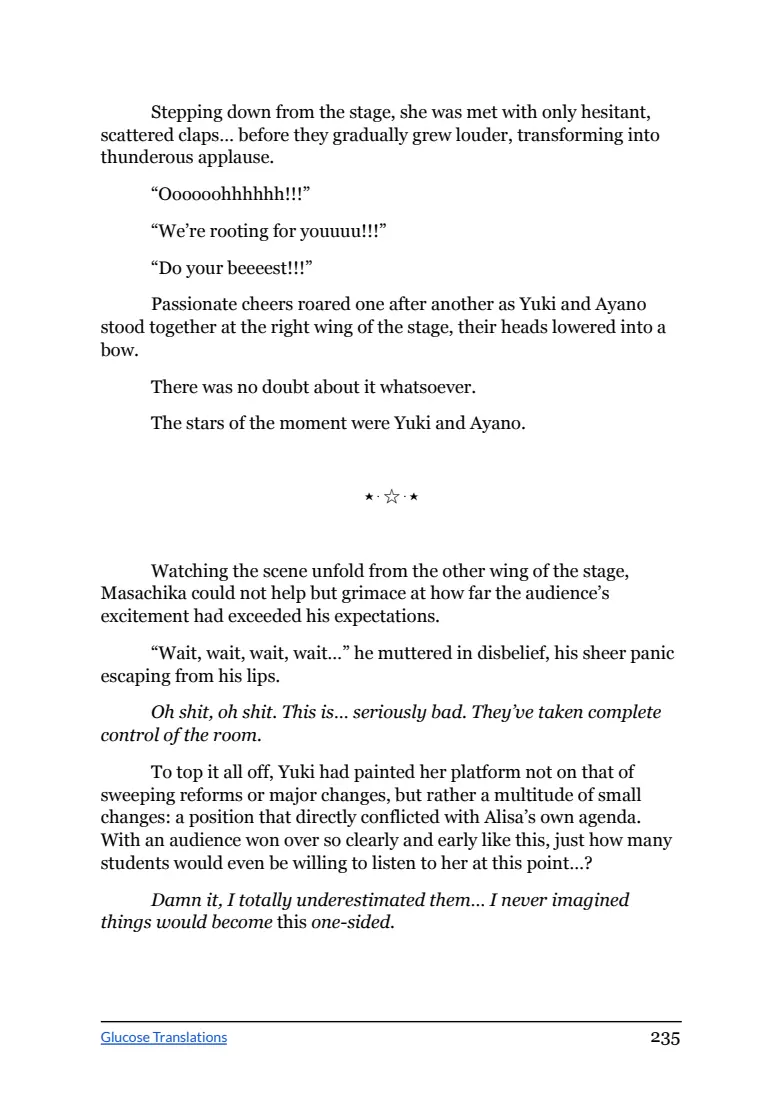 Stepping down from the stage, she was met with only hesitant,
scattered claps... before they gradually grew louder, transforming into
thunderous applause.
“Oooooohhhhhh!!!”
“We’re rooting for youuuu!!!”
“Do your beeeest!!!”
Passionate cheers roared one after another as Yuki and Ayano
stood together at the right wing of the stage, their heads lowered into a
bow.
There was no doubt about it whatsoever.
The stars of the moment were Yuki and Ayano.
⋆·☆·⋆
Watching the scene unfold from the other wing of the stage,
Masachika could not help but grimace at how far the audience’s
excitement had exceeded his expectations.
“Wait, wait, wait, wait...” he muttered in disbelief, his sheer panic
escaping from his lips.
Oh shit, oh shit. This is... seriously bad. They’ve taken complete
control of the room.
To top it all off, Yuki had painted her platform not on that of
sweeping reforms or major changes, but rather a multitude of small
changes: a position that directly conflicted with Alisa’s own agenda.
With an audience won over so clearly and early like this, just how many
students would even be willing to listen to her at this point...?
Damn it, I totally underestimated them... I never imagined
things would become this one-sided.
Glucose Translations 235